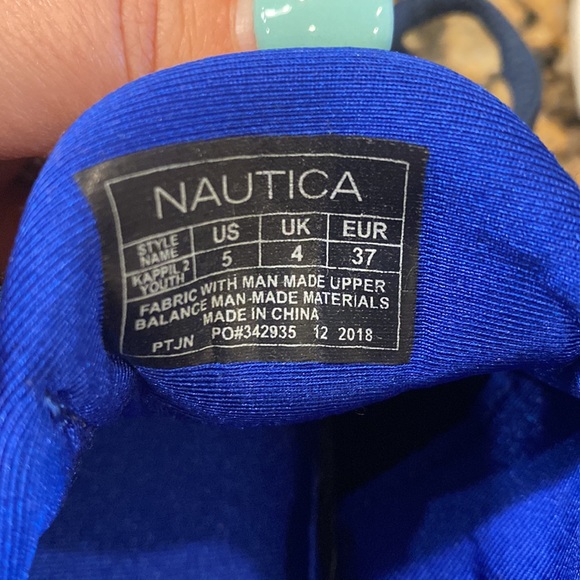 NAUTICA
STYLE NAME US UK EUR
KAPPIL 2 YOUTH 5 4 37
FABRIC WITH MAN MADE UPPER
BALANCE MAN-MADE MATERIALS
MADE IN CHINA
PTJN PO#342935 12 2018